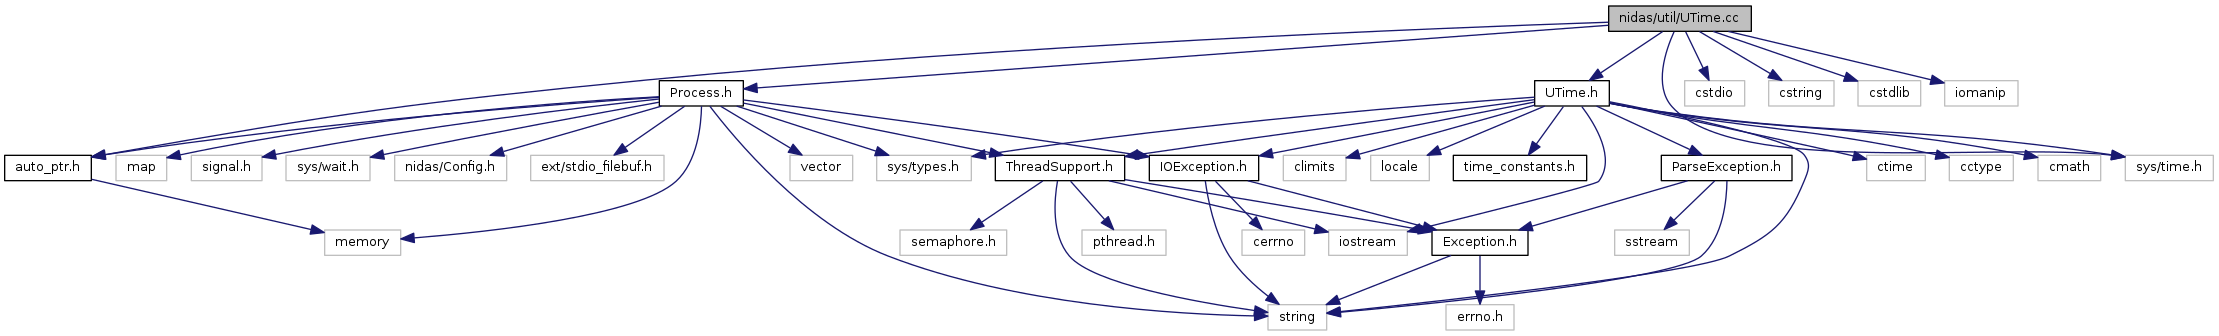 nidas/util/UTime.cc
Process.h
UTime.h
cstdio
cstring
cstdlib
iomanip
auto_ptr.h
map
signal.h
sys/wait.h
nidas/Config.h
ext/stdio_filebuf.h
vector
sys/types.h
ThreadSupport.h
IOException.h
climits
locale
time_constants.h
ParseException.h
ctime
cctype
cmath
sys/time.h
memory
semaphore.h
pthread.h
cerrno
iostream
Exception.h
sstream
string
errno.h